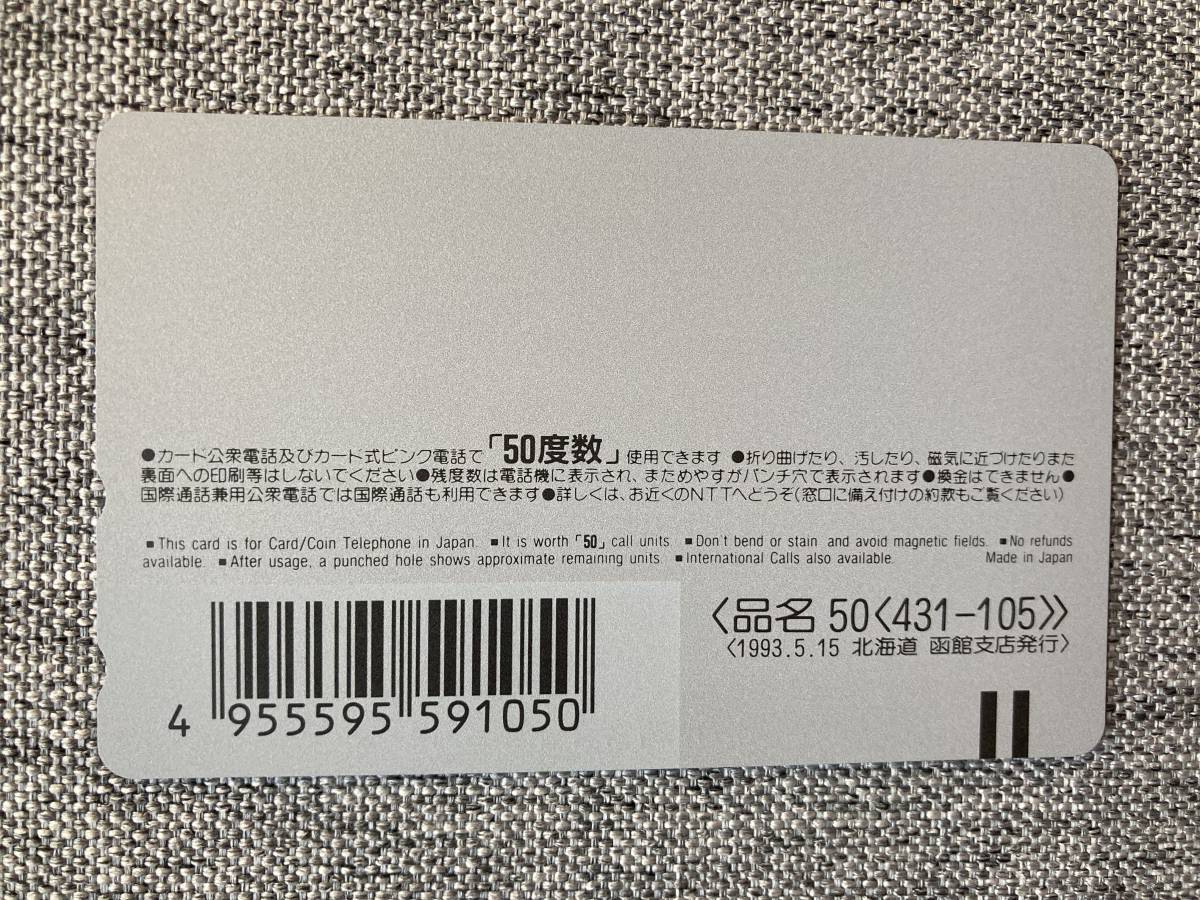 ●カード公衆電話及びカード式ピンク電話で「50度数」使用できます ●折り曲げたり、汚したり、磁気に近づけたりまた
裏面への印刷等はしないでください●残度数は電話機に表示され、まためやすがパンチ穴で表示されます●換金はできません●
国際通話兼用公衆電話では国際通話も利用できます●詳しくは、お近くのNTTへどうぞ(窓口に備え付けの約款もご覧ください)
■This card is for Card/Coin Telephone in Japan. ■It is worth「50」call units. ■Don't bend or stain and avoid magnetic fields. ■No refunds
available. ■After usage, a punched hole shows approximate remaining units. ■International Calls also available. Made in Japan
〈品名 50〈431-105〉〉
〈1993.5.15 北海道 函館支店発行〉
4 955595 591050